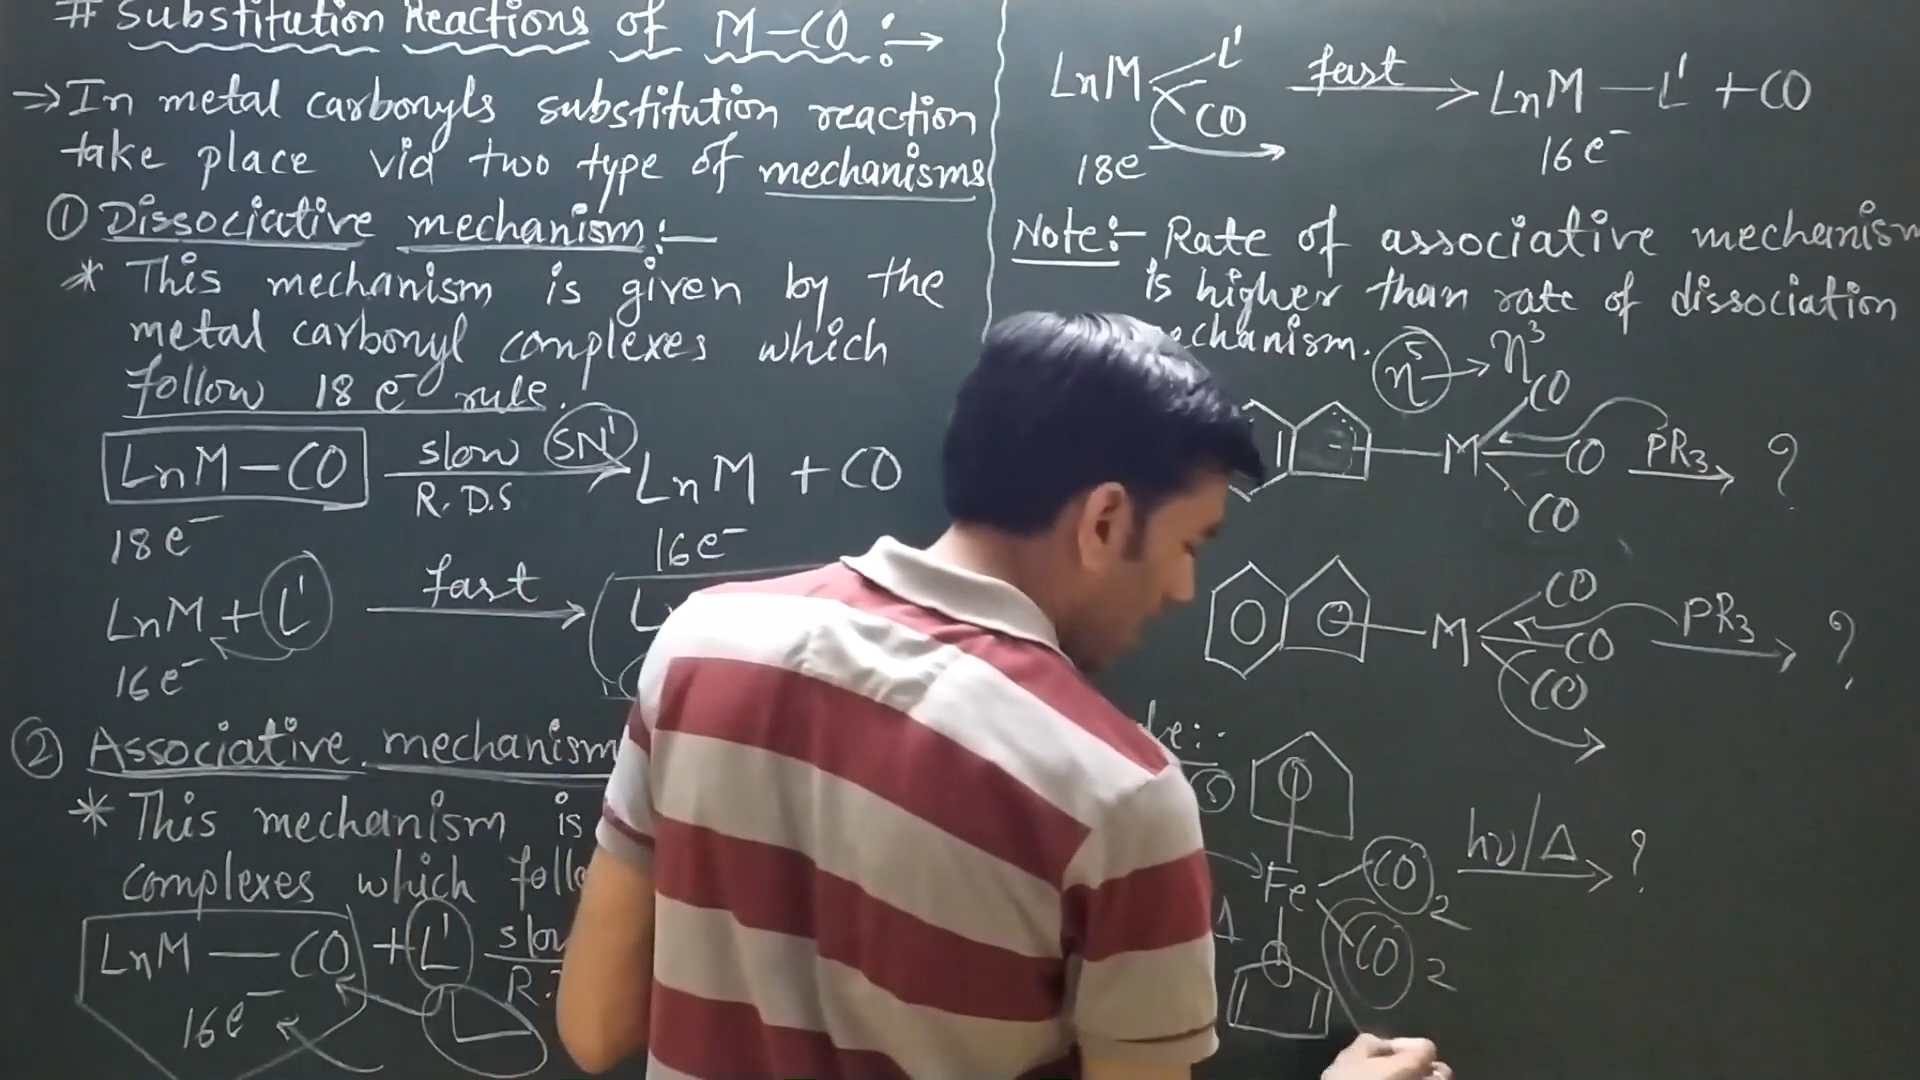 # Substitution Reactions of M-CO :→
⇒ In metal carbonyls substitution reaction
take place via two type of mechanisms
① Dissociative mechanism:-
* This mechanism is given by the
metal carbonyl complexes which
follow 18 e⁻ rule.
LnM-CO slow SN¹ R.D.S LnM + CO
18e⁻ 16e⁻
LnM + L' fast
16e⁻
② Associative mechanism
* This mechanism is
complexes which
LnM — CO + L'
16e⁻
LnM L' CO fast → LnM — L' + CO
18e⁻ 16e⁻
Note:- Rate of associative mechanism
is higher than rate of dissociation
η⁵ → η³
M CO CO CO PR₃ → ?
M CO CO CO PR₃ → ?
Fe CO 2 CO 2 hν/Δ → ?